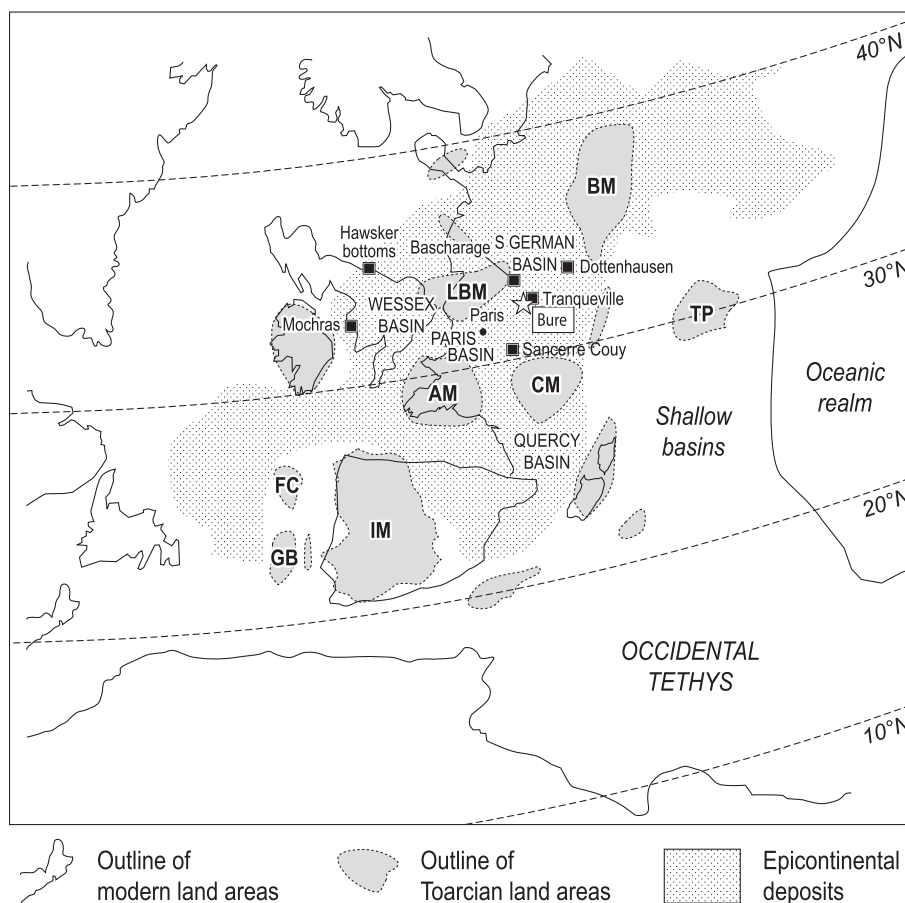 40°N
BM
Hawsker
bottoms
Bascharage
S GERMAN
BASIN
Dottenhausen
30°N
LBM
Tranqueville
TP
WESSEX
BASIN
Mochras
Paris
Bure
PARIS
BASIN
Sancerre Couy
AM
CM
Oceanic
realm
Shallow
basins
QUERCY
BASIN
FC
20°N
IM
GB
OCCIDENTAL
TETHYS
10°N
Outline of
modern land areas
Outline of
Toarcian land areas
Epicontinental
deposits